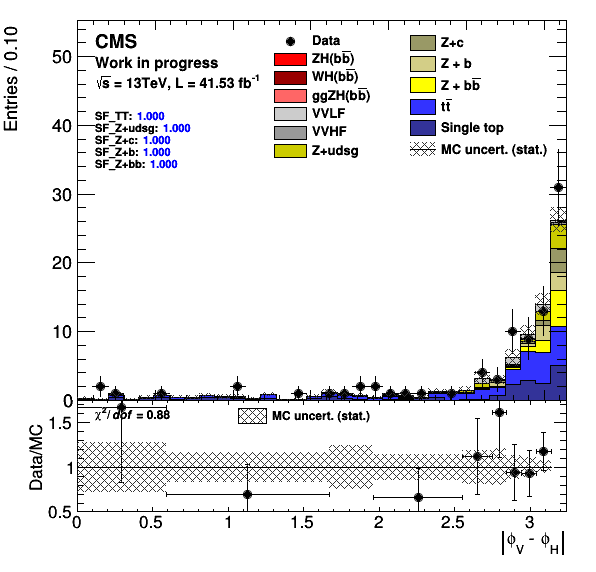 CMS
Work in progress
√s = 13TeV, L = 41.53 fb⁻¹
SF_TT: 1.000
SF_Z+udsg: 1.000
SF_Z+c: 1.000
SF_Z+b: 1.000
SF_Z+bb: 1.000
Data
ZH(bb̅)
WH(bb̅)
ggZH(bb̅)
VVLF
VVHF
Z+udsg
Z+c
Z + b
Z + bb̅
tt̅
Single top
MC uncert. (stat.)
Entries / 0.10
50
40
30
20
10
0
χ²/dof = 0.88
MC uncert. (stat.)
Data/MC
1.5
1
0.5
0 0.5 1 1.5 2 2.5 3
|ϕ_V - ϕ_H|